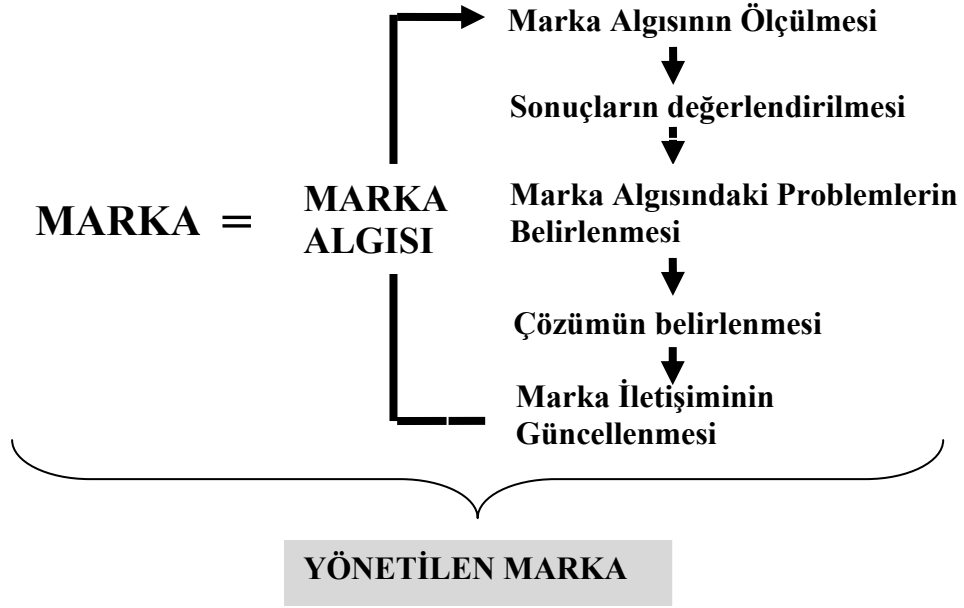 Marka Algısının Ölçülmesi
Sonuçların değerlendirilmesi
MARKA =
MARKA
ALGISI
Marka Algısındaki Problemlerin
Belirlenmesi
Çözümün belirlenmesi
Marka İletişiminin
Güncellenmesi
YÖNETİLEN MARKA